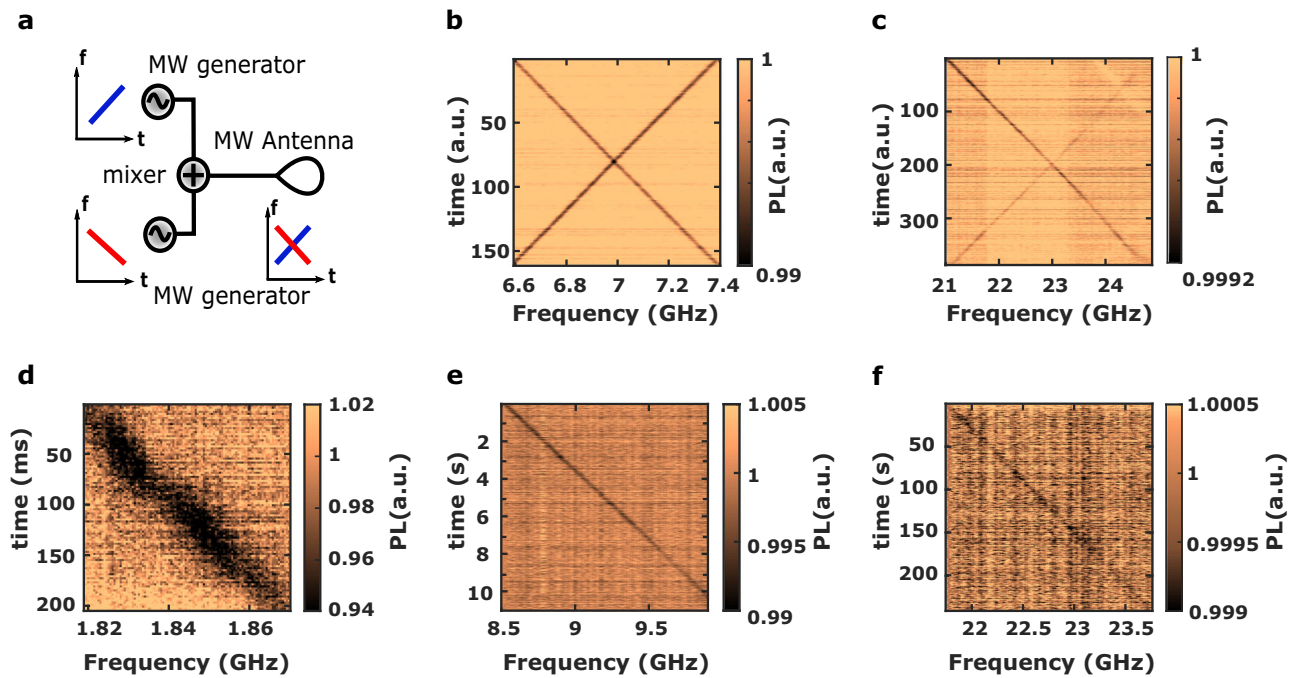 a
f
MW generator
t
mixer
+
MW Antenna
f
t
MW generator
f
t
b
time (a.u.)
50
100
150
6.6 6.8 7 7.2 7.4
Frequency (GHz)
1
PL(a.u.)
0.99
c
time(a.u.)
100
200
300
21 22 23 24
Frequency (GHz)
1
PL(a.u.)
0.9992
d
time (ms)
50
100
150
200
1.82 1.84 1.86
Frequency (GHz)
1.02
1
0.98
0.96
0.94
PL(a.u.)
e
time (s)
2
4
6
8
10
8.5 9 9.5
Frequency (GHz)
1.005
1
0.995
0.99
PL(a.u.)
f
time (s)
50
100
150
200
22 22.5 23 23.5
Frequency (GHz)
1.0005
1
0.9995
0.999
PL(a.u.)